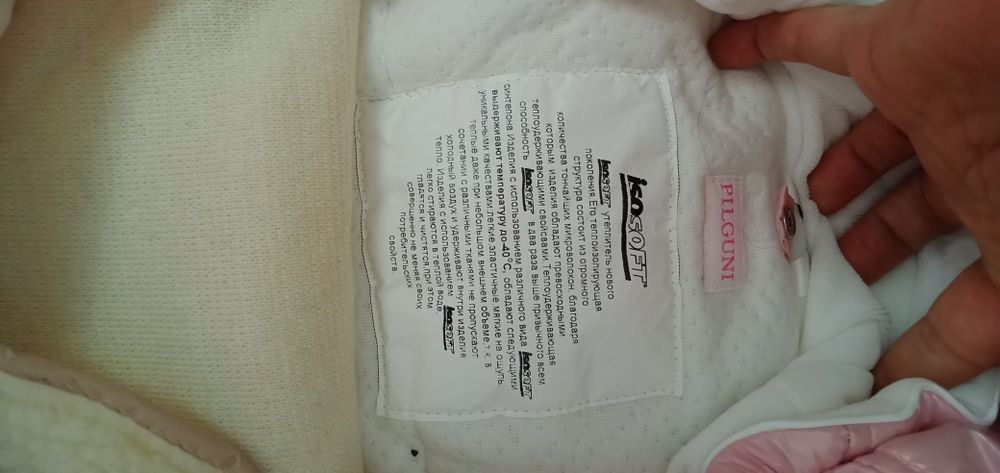 PILGUNI
isoSOFT
isoSOFT утеплитель нового
поколения. Его теплоизолирующая
структура состоит из огромного
количества тончайших микроволокон, благодаря
которым изделия обладают превосходными
теплоудерживающими свойствами. Теплоудерживающая
способность isoSOFT в два раза выше привычного всем
синтепона. Изделия с использованием различного вида isoSOFT
выдерживают температуру до-40°C, обладают следующими
уникальными качествами:легкие,эластичные,мягкие на ощупь,
теплые даже при небольшом внешнем объеме,т.к. в
сочетании с различными тканями не пропускают
холодный воздух и удерживают внутри изделия
тепло. Изделия с использованием isoSOFT
легко стираются в теплой воде,
гладятся и чистятся,при этом
совершенно не меняя своих
потребительских
свойств